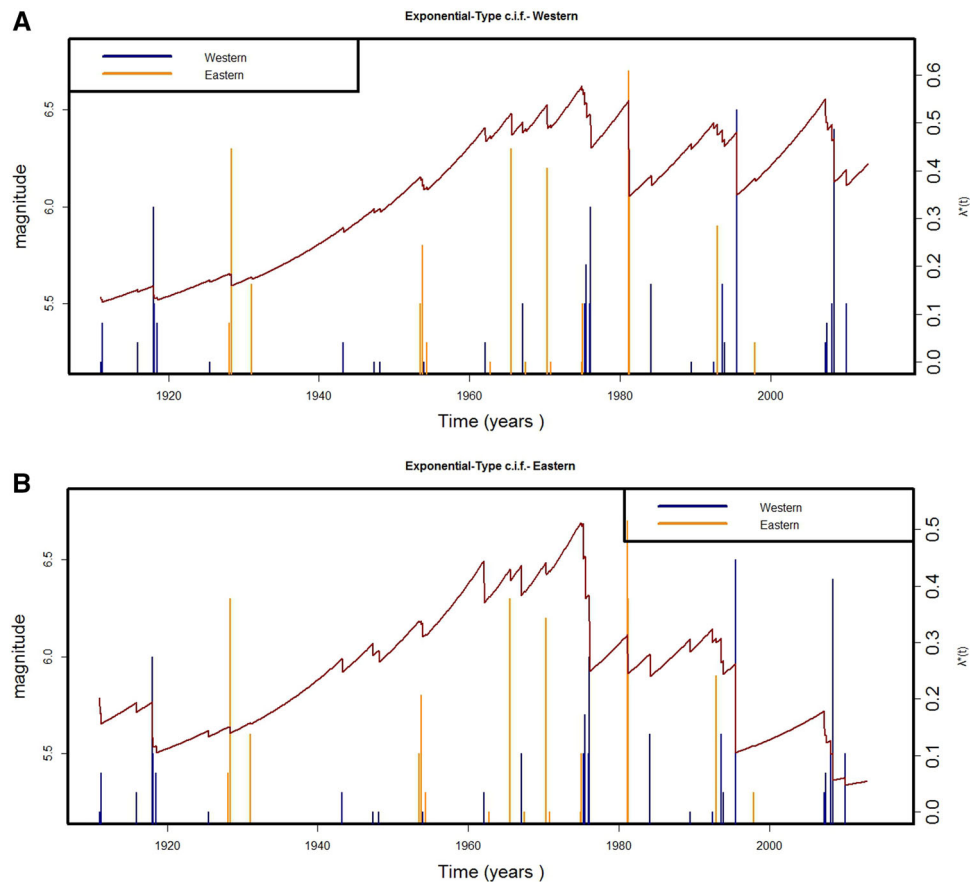 A
Exponential-Type c.i.f.- Western
Western
Eastern
magnitude
6.5
6.0
5.5
0.6
0.5
0.4
0.3
0.2
0.1
0.0
λ*(t)
1920
1940
1960
1980
2000
Time (years )
B
Exponential-Type c.i.f.- Eastern
Western
Eastern
magnitude
6.5
6.0
5.5
0.5
0.4
0.3
0.2
0.1
0.0
λ*(t)
1920
1940
1960
1980
2000
Time (years )